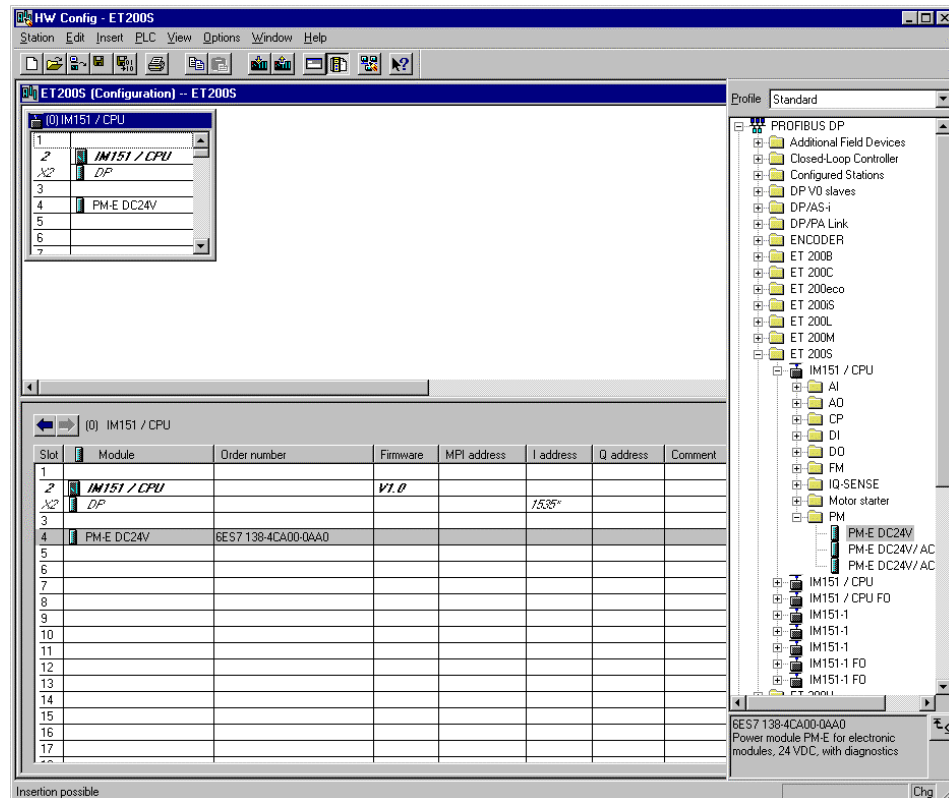 HW Config - ET200S
Station Edit Insert PLC View Options Window Help
ET200S (Configuration) -- ET200S
(0) IM151 / CPU
1
2 IM151 / CPU
X2 DP
3
4 PM-E DC24V
5
6
7
(0) IM151 / CPU
Slot Module Order number Firmware MPI address I address Q address Comment
1
2 IM151 / CPU V1.0
X2 DP 1535*
3
4 PM-E DC24V 6ES7 138-4CA00-0AA0
5
6
7
8
9
10
11
12
13
14
15
16
17
Profile Standard
PROFIBUS DP
Additional Field Devices
Closed-Loop Controller
Configured Stations
DP V0 slaves
DP/AS-i
DP/PA Link
ENCODER
ET 200B
ET 200C
ET 200eco
ET 200iS
ET 200L
ET 200M
ET 200S
IM151 / CPU
AI
AO
CP
DI
DO
FM
IQ-SENSE
Motor starter
PM
PM-E DC24V
PM-E DC24V/ AC
PM-E DC24V/ AC
IM151 / CPU
IM151 / CPU FO
IM151-1
IM151-1
IM151-1
IM151-1 FO
IM151-1 FO
6ES7 138-4CA00-0AA0
Power module PM-E for electronic
modules, 24 VDC, with diagnostics
Insertion possible
Chg